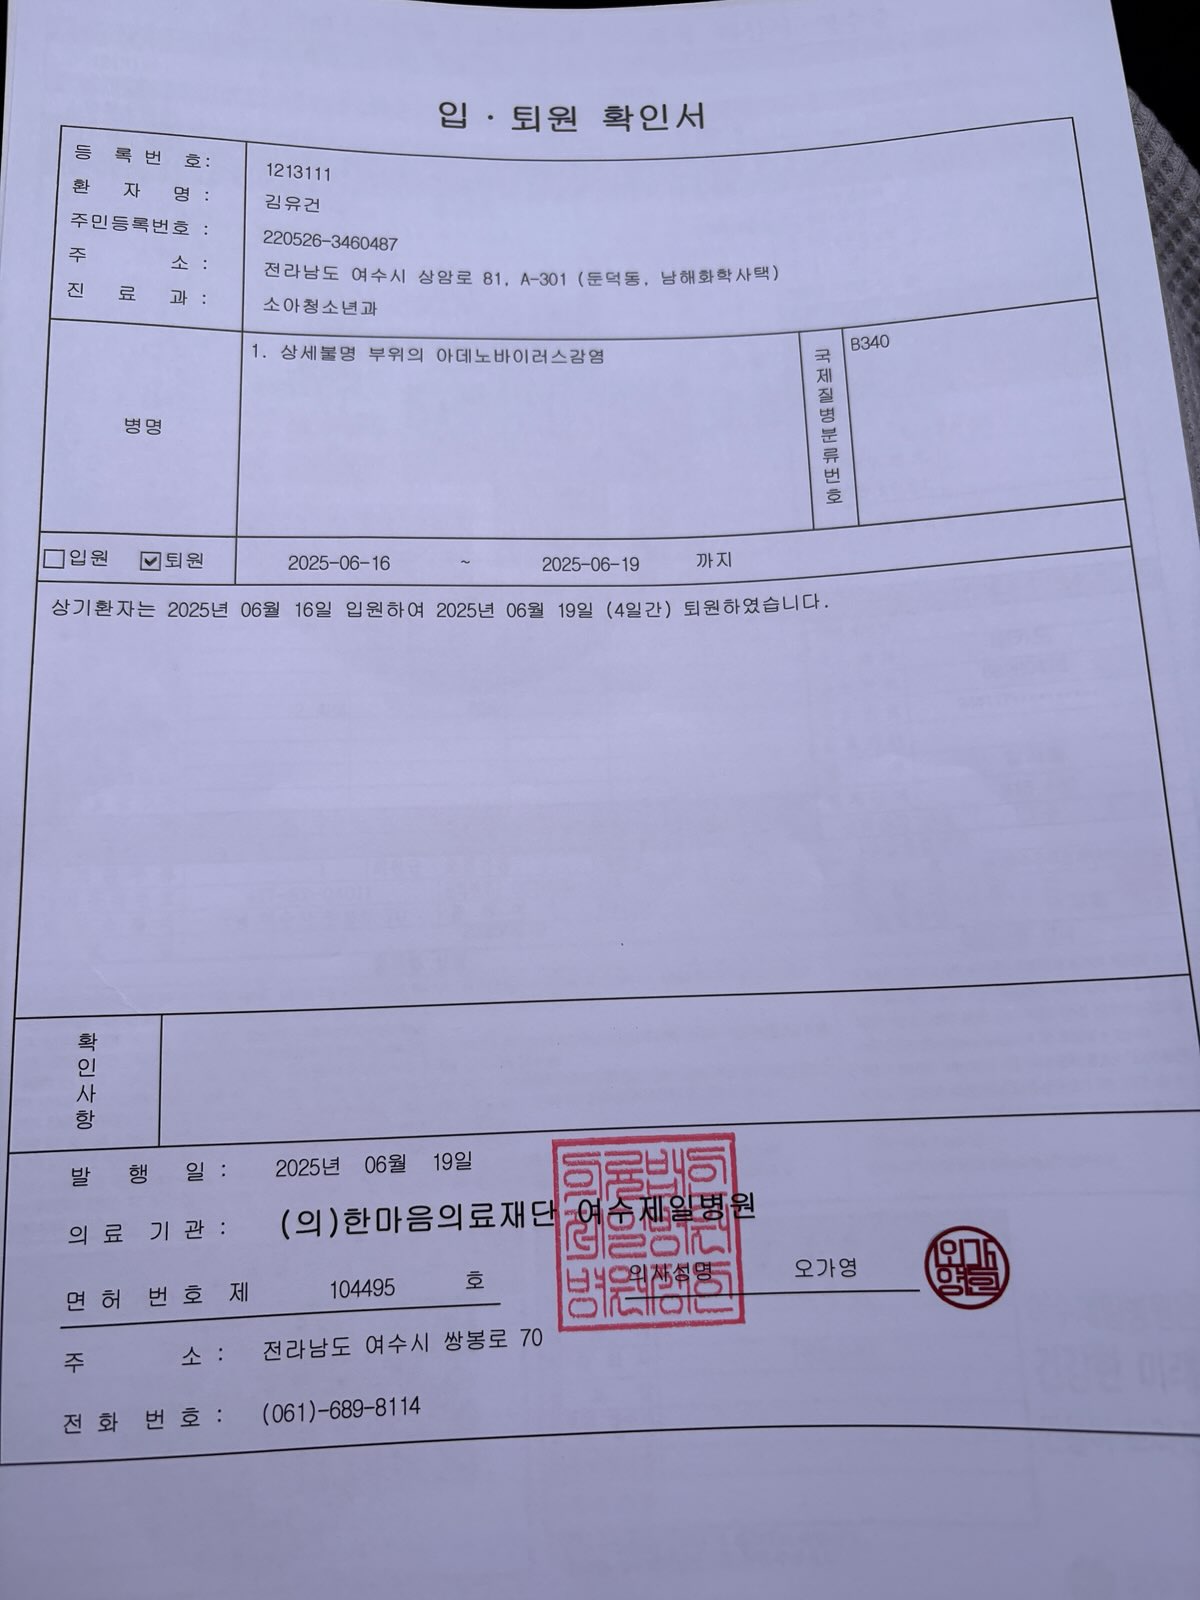 입 · 퇴원 확인서
등 록 번 호: 1213111
환 자 명 : 김유건
주민등록번호 : 220526-3460487
주 소 : 전라남도 여수시 상암로 81, A-301 (둔덕동, 남해화학사택)
진 료 과 : 소아청소년과
병명
1. 상세불명 부위의 아데노바이러스감염
국제질병분류번호
B340
입원 퇴원 2025-06-16 ~ 2025-06-19 까지
상기환자는 2025년 06월 16일 입원하여 2025년 06월 19일 (4일간) 퇴원하였습니다.
확인사항
발 행 일 : 2025년 06월 19일
의 료 기 관 : (의)한마음의료재단 여수제일병원
면 허 번 호 제 104495 호 의사성명 오가영
주 소 : 전라남도 여수시 쌍봉로 70
전 화 번 호 : (061)-689-8114